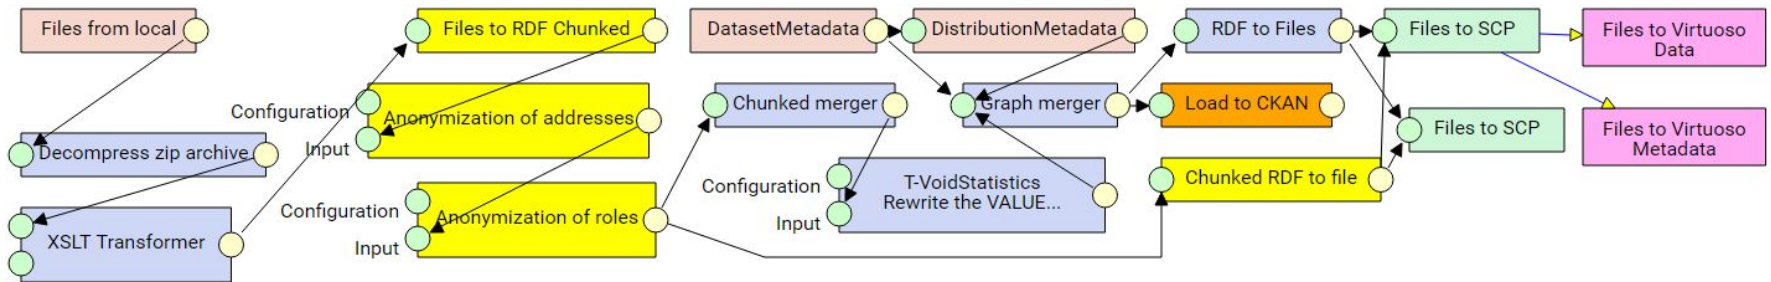 Files from local
Files to RDF Chunked
DatasetMetadata
DistributionMetadata
RDF to Files
Files to SCP
Files to Virtuoso
Data
Configuration
Anonymization of addresses
Input
Chunked merger
Graph merger
Load to CKAN
Files to SCP
Files to Virtuoso
Metadata
Decompress zip archive
Configuration
Anonymization of roles
Input
Configuration
T-VoidStatistics
Rewrite the VALUE...
Input
Chunked RDF to file
XSLT Transformer